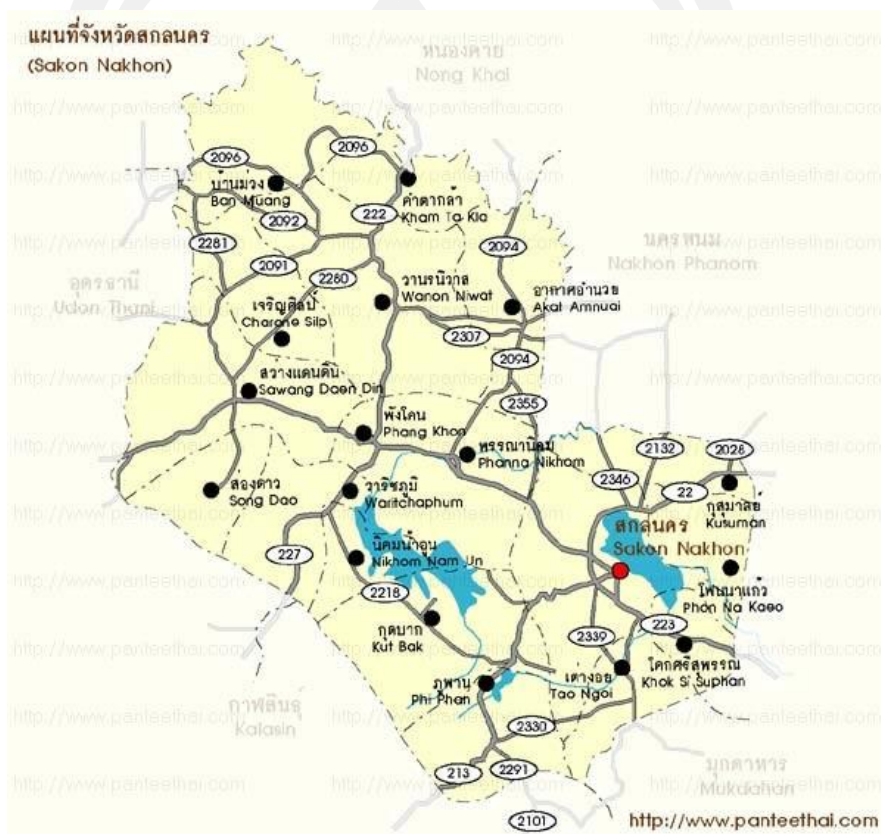 แผนที่จังหวัดสกลนคร
(Sakon Nakhon)
หนองคาย
Nong Khai
2096
2096
บ้านม่วง
Ban Müang
คำตากล้า
Kham Ta Kla
2092
222
2281
2094
นครพนม
Nakhon Phanom
2091
2280
อุดรธานี
Udon Thani
วานรนิวาส
Wanon Niwat
อากาศอำนวย
Akat Amnuai
เจริญศิลป์
Charone Silp
2307
2094
สว่างแดนดิน
Sawang Daen Din
2355
พังโคน
Phang Khon
พรรณานิคม
Phanna Nikham
2132
2028
2346
22
ส่องดาว
Song Dao
วาริชภูมิ
Waritchaphum
กุสุมาลย์
Kusuman
สกลนคร
Sakon Nakhon
227
นิคมน้ำอูน
Nikhom Nam Un
โพนนาแก้ว
Phon Na Kaeo
2218
กุดบาก
Kut Bak
223
2339
โคกศรีสุพรรณ
Khok Si Suphan
ภูพาน
Phi Phan
เต่างอย
Tao Ngoi
กาฬสินธุ์
Kalasin
2330
213
2291
มุกดาหาร
Mukdahan
2101
http://www.panteethai.com